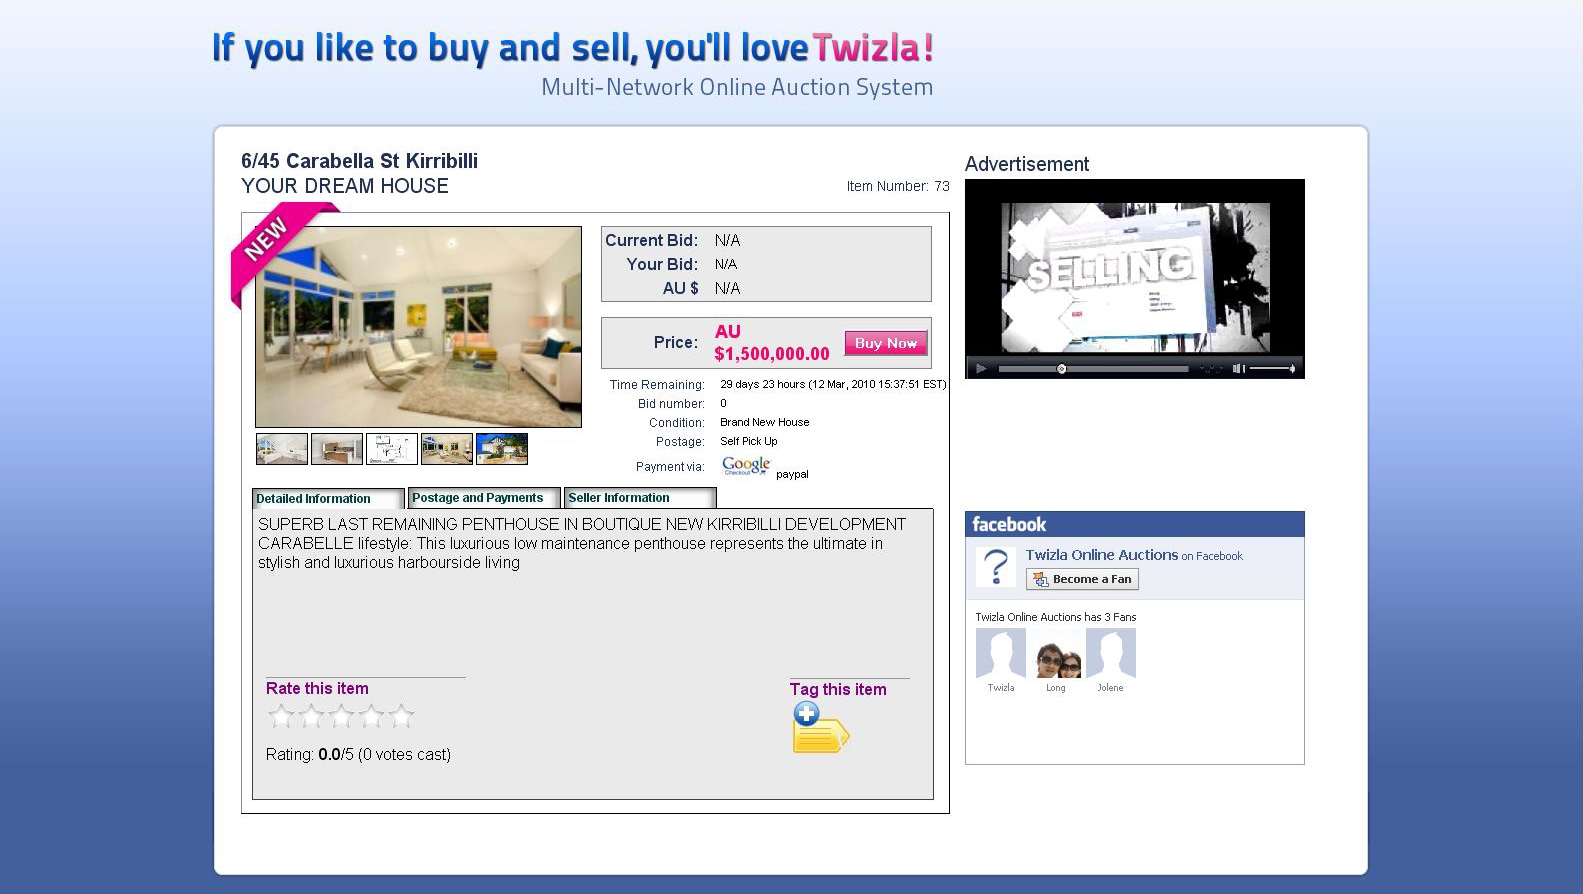 If you like to buy and sell, you'll love Twizla!
Multi-Network Online Auction System
6/45 Carabella St Kirribilli
YOUR DREAM HOUSE
Item Number: 73
NEW
Current Bid: N/A
Your Bid: N/A
AU $ N/A
Price: AU $1,500,000.00 Buy Now
Time Remaining: 29 days 23 hours (12 Mar, 2010 15:37:51 EST)
Bid number: 0
Condition: Brand New House
Postage: Self Pick Up
Payment via: Google Checkout paypal
Detailed Information Postage and Payments Seller Information
SUPERB LAST REMAINING PENTHOUSE IN BOUTIQUE NEW KIRRIBILLI DEVELOPMENT
CARABELLE lifestyle: This luxurious low maintenance penthouse represents the ultimate in
stylish and luxurious harbourside living
Rate this item
Rating: 0.0/5 (0 votes cast)
Tag this item
Advertisement
SELLING
facebook
Twizla Online Auctions on Facebook
Become a Fan
Twizla Online Auctions has 3 Fans
Twizla Long Jolene